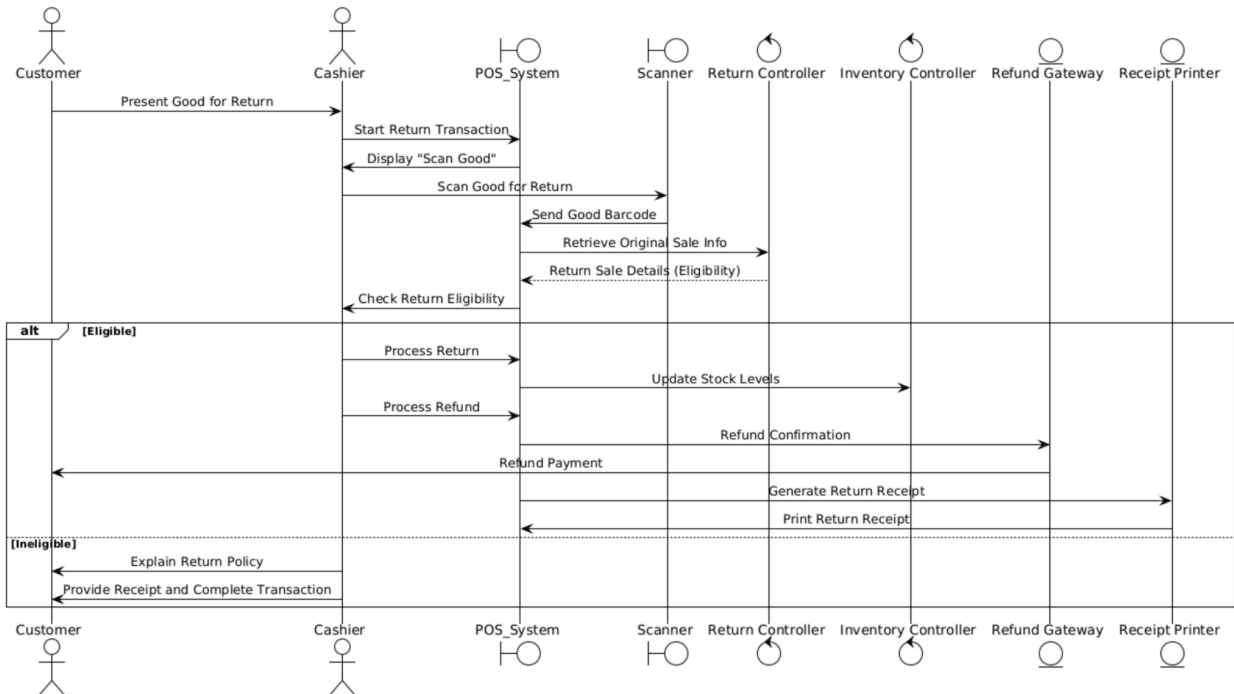 Customer
Cashier
POS_System
Scanner
Return Controller
Inventory Controller
Refund Gateway
Receipt Printer
Present Good for Return
Start Return Transaction
Display "Scan Good"
Scan Good for Return
Send Good Barcode
Retrieve Original Sale Info
Return Sale Details (Eligibility)
Check Return Eligibility
alt
[Eligible]
Process Return
Update Stock Levels
Process Refund
Refund Confirmation
Refund Payment
Generate Return Receipt
Print Return Receipt
[Ineligible]
Explain Return Policy
Provide Receipt and Complete Transaction
Customer
Cashier
POS_System
Scanner
Return Controller
Inventory Controller
Refund Gateway
Receipt Printer